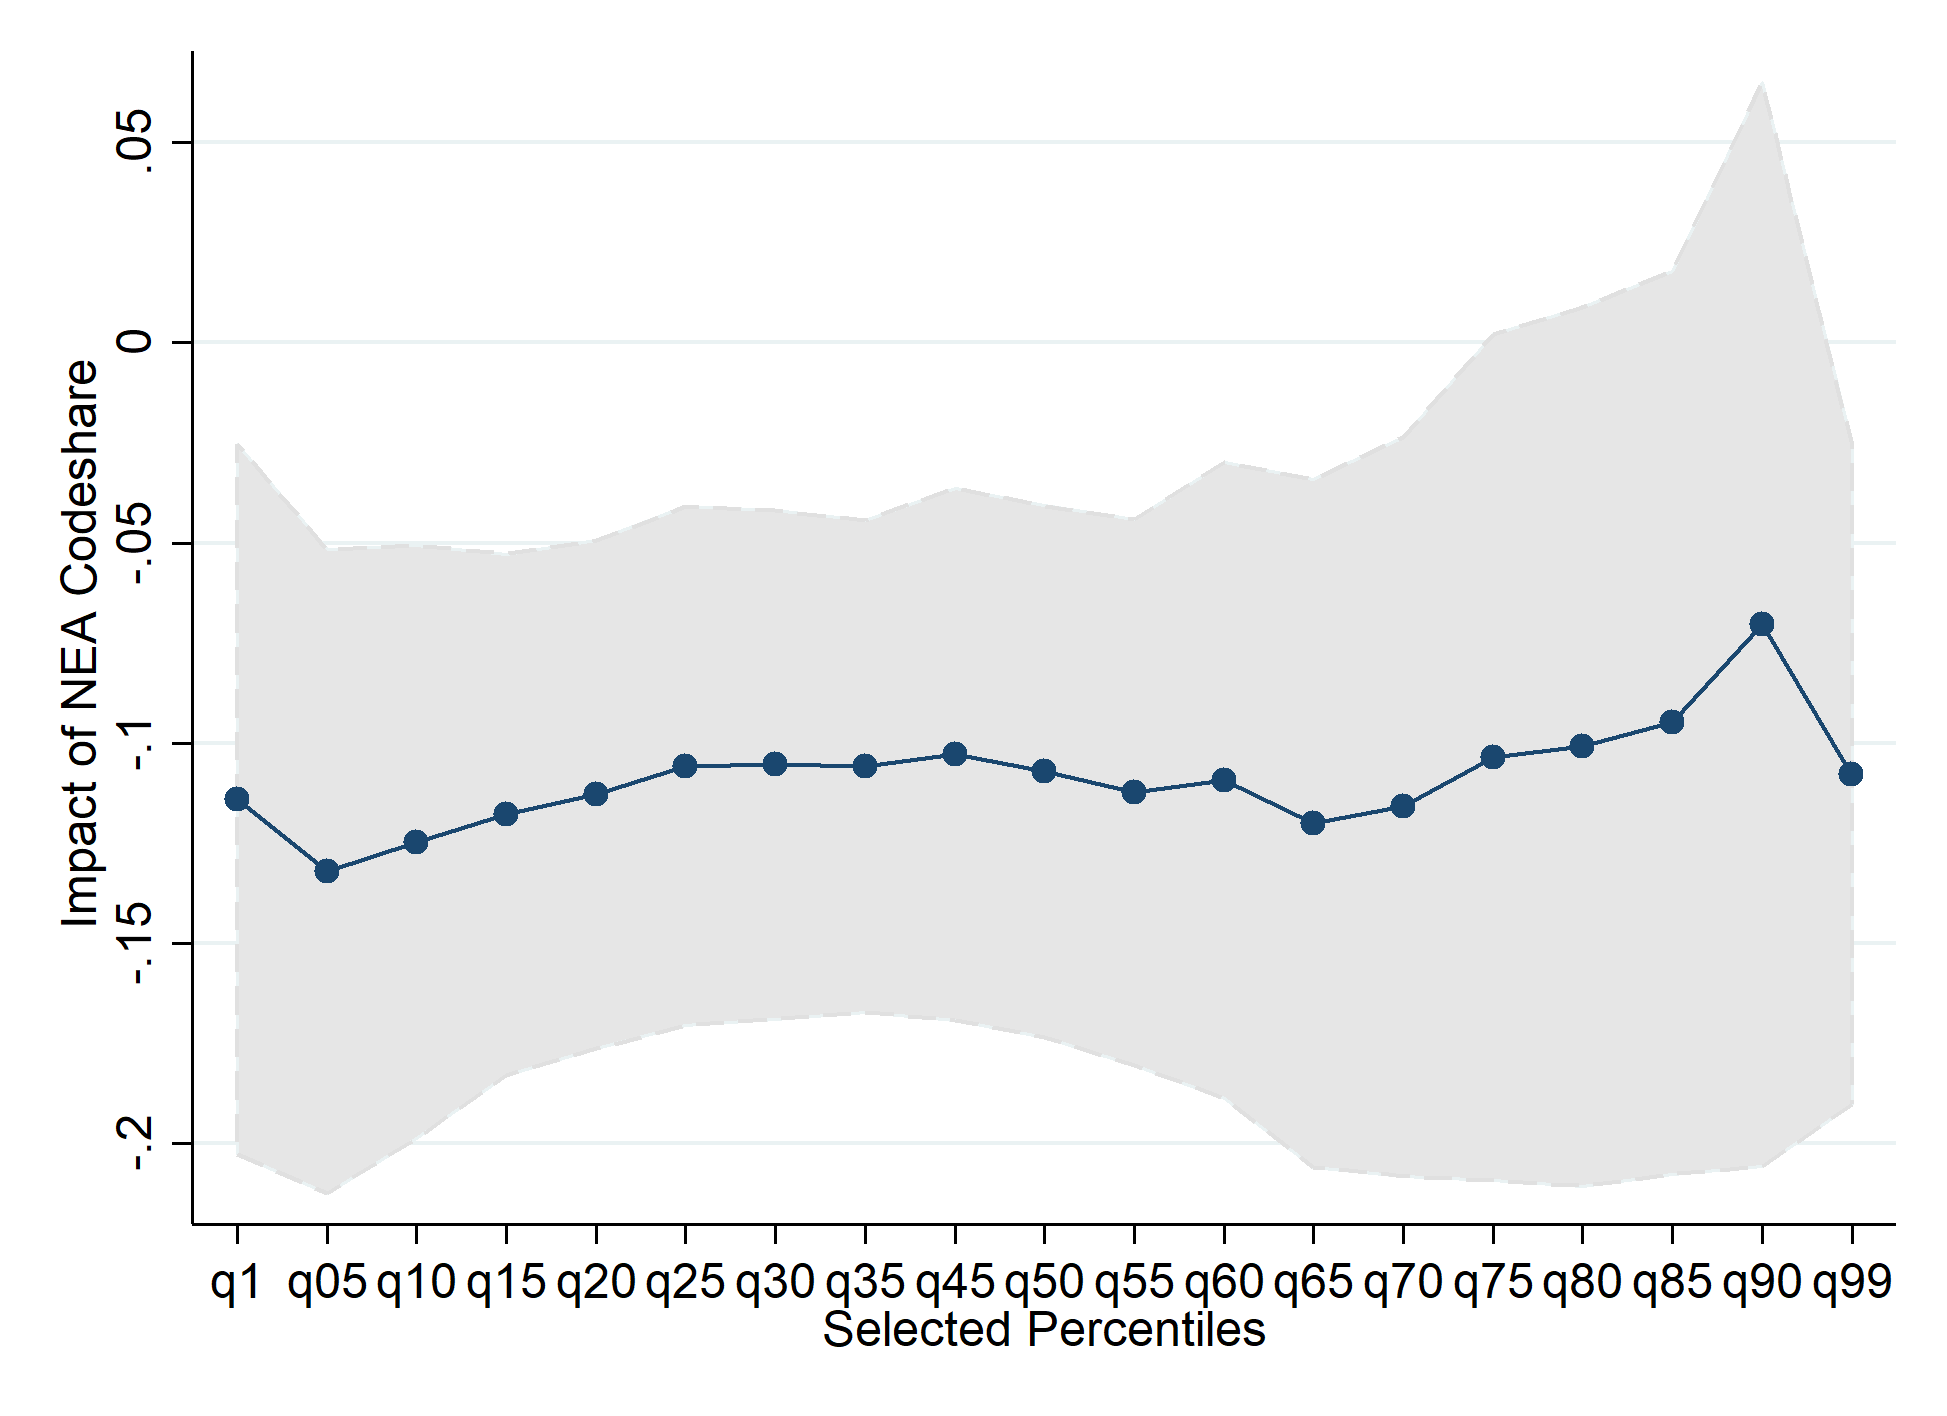 Impact of NEA Codeshare
.05
0
-.05
-.1
-.15
-.2
q1 q05 q10 q15 q20 q25 q30 q35 q45 q50 q55 q60 q65 q70 q75 q80 q85 q90 q99
Selected Percentiles